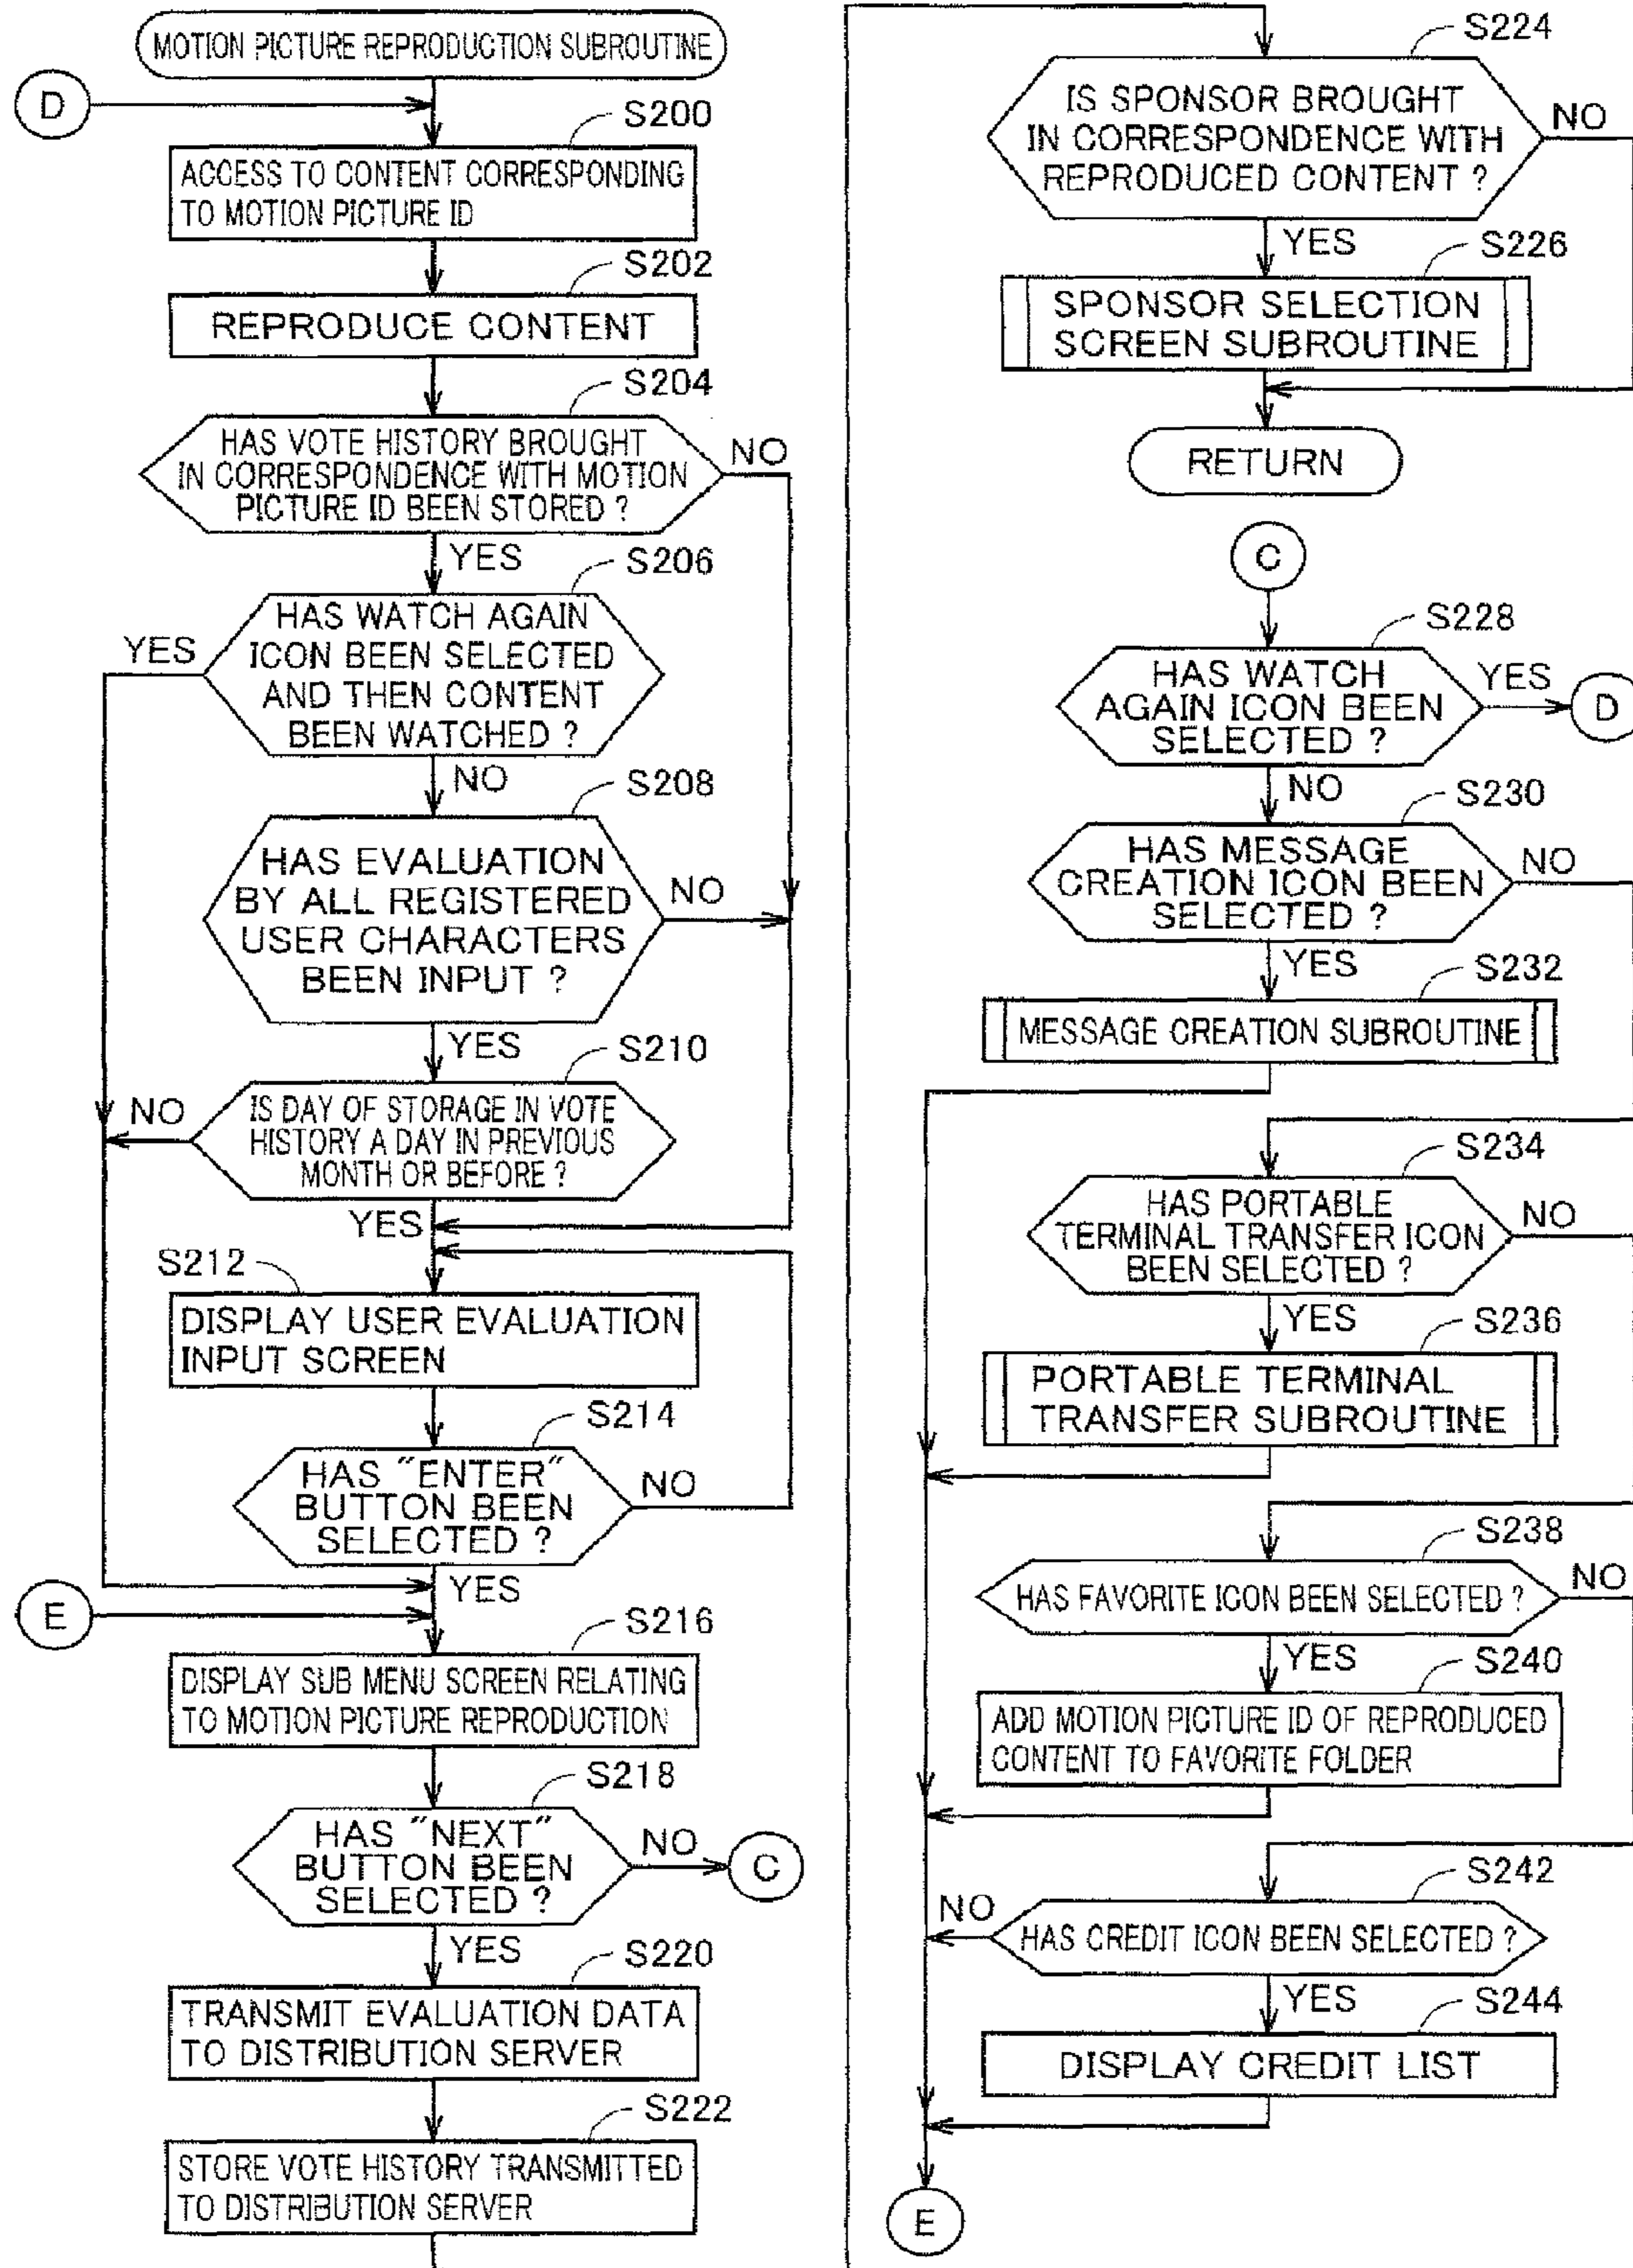 MOTION PICTURE REPRODUCTION SUBROUTINE
D
S200
ACCESS TO CONTENT CORRESPONDING
TO MOTION PICTURE ID
S202
REPRODUCE CONTENT
S204
HAS VOTE HISTORY BROUGHT
IN CORRESPONDENCE WITH MOTION
PICTURE ID BEEN STORED ?
NO
YES
S206
HAS WATCH AGAIN
ICON BEEN SELECTED
AND THEN CONTENT
BEEN WATCHED ?
YES
NO
S208
HAS EVALUATION
BY ALL REGISTERED
USER CHARACTERS
BEEN INPUT ?
NO
YES
S210
IS DAY OF STORAGE IN VOTE
HISTORY A DAY IN PREVIOUS
MONTH OR BEFORE ?
NO
YES
S212
DISPLAY USER EVALUATION
INPUT SCREEN
S214
HAS "ENTER"
BUTTON BEEN
SELECTED ?
NO
YES
E
S216
DISPLAY SUB MENU SCREEN RELATING
TO MOTION PICTURE REPRODUCTION
S218
HAS "NEXT"
BUTTON BEEN
SELECTED ?
NO
C
YES
S220
TRANSMIT EVALUATION DATA
TO DISTRIBUTION SERVER
S222
STORE VOTE HISTORY TRANSMITTED
TO DISTRIBUTION SERVER
S224
IS SPONSOR BROUGHT
IN CORRESPONDENCE WITH
REPRODUCED CONTENT ?
NO
YES
S226
SPONSOR SELECTION
SCREEN SUBROUTINE
RETURN
C
S228
HAS WATCH
AGAIN ICON BEEN
SELECTED ?
YES
D
NO
S230
HAS MESSAGE
CREATION ICON BEEN
SELECTED ?
NO
YES
S232
MESSAGE CREATION SUBROUTINE
S234
HAS PORTABLE
TERMINAL TRANSFER ICON
BEEN SELECTED ?
NO
YES
S236
PORTABLE TERMINAL
TRANSFER SUBROUTINE
S238
HAS FAVORITE ICON BEEN SELECTED ?
NO
YES
S240
ADD MOTION PICTURE ID OF REPRODUCED
CONTENT TO FAVORITE FOLDER
S242
HAS CREDIT ICON BEEN SELECTED ?
NO
YES
S244
DISPLAY CREDIT LIST
E